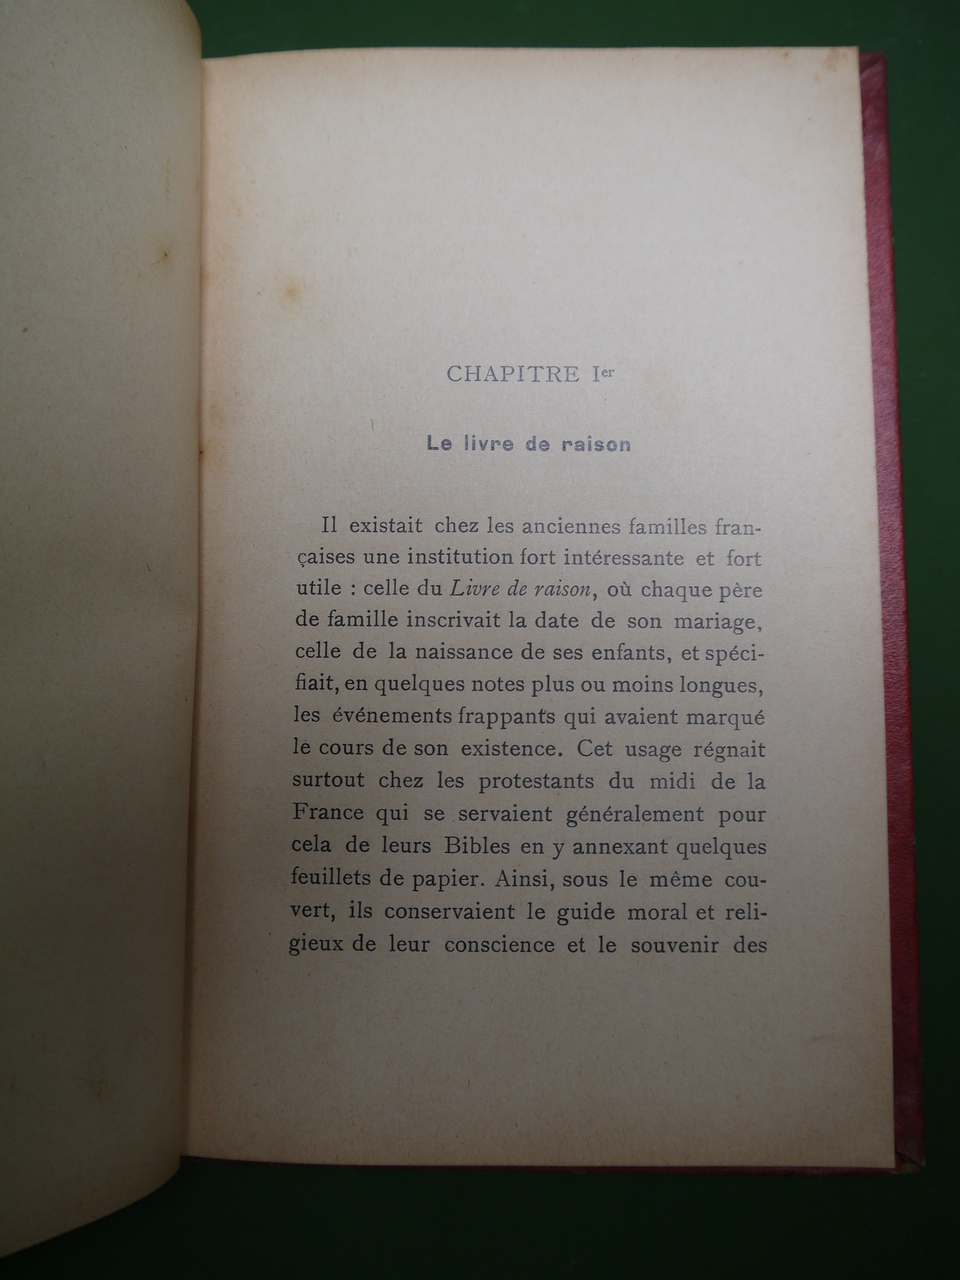 CHAPITRE Ier
Le livre de raison
Il existait chez les anciennes familles fran-
çaises une institution fort intéressante et fort
utile : celle du Livre de raison, où chaque père
de famille inscrivait la date de son mariage,
celle de la naissance de ses enfants, et spéci-
fiait, en quelques notes plus ou moins longues,
les événements frappants qui avaient marqué
le cours de son existence. Cet usage régnait
surtout chez les protestants du midi de la
France qui se servaient généralement pour
cela de leurs Bibles en y annexant quelques
feuillets de papier. Ainsi, sous le même cou-
vert, ils conservaient le guide moral et reli-
gieux de leur conscience et le souvenir des